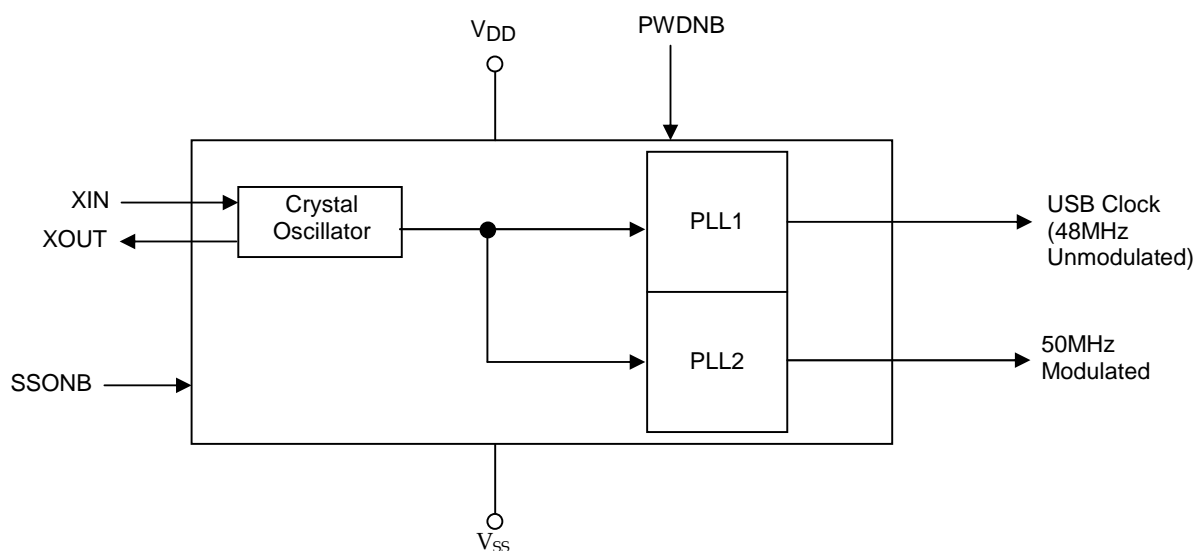 VDD
PWDNB
XIN
XOUT
Crystal
Oscillator
PLL1
USB Clock
(48MHz
Unmodulated)
SSONB
PLL2
50MHz
Modulated
VSS